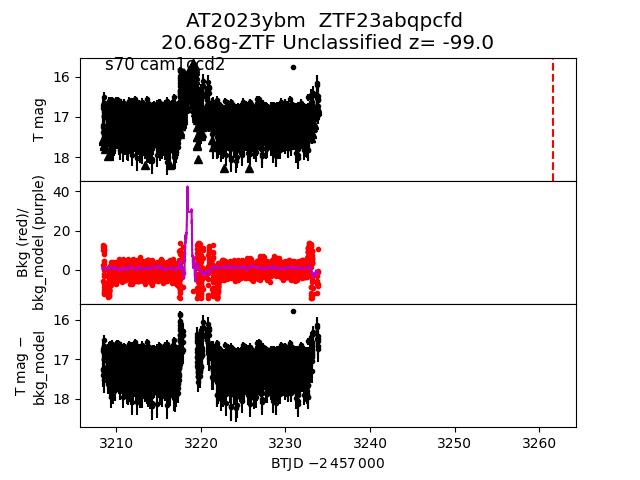 AT2023ybm  ZTF23abqpcfd
20.68g-ZTF Unclassified z= -99.0
s70 cam1ccd2
16
17
18
T mag
40
20
0
Bkg (red)/
bkg_model (purple)
16
17
18
T mag −
bkg_model
3210 3220 3230 3240 3250 3260
BTJD −2 457 000